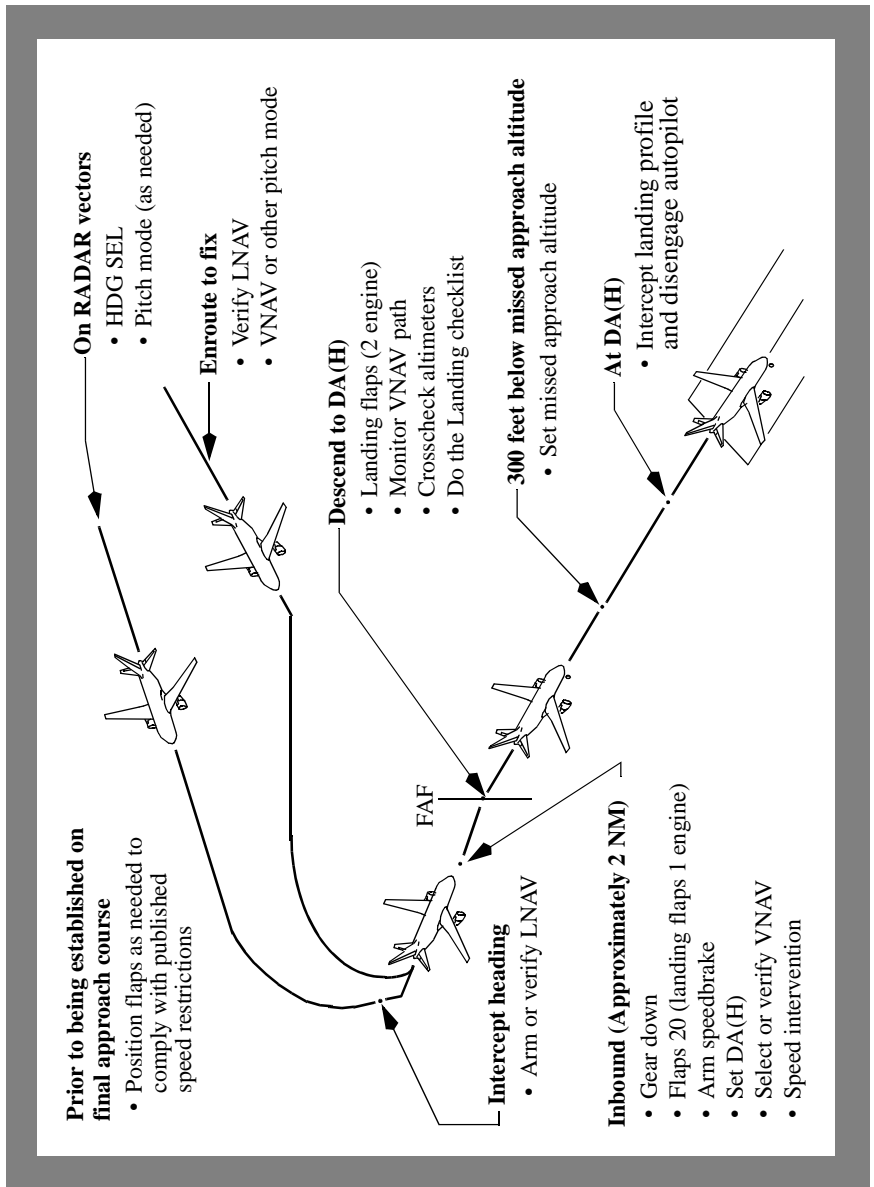 Prior to being established on
final approach course
• Position flaps as needed to
comply with published
speed restrictions
On RADAR vectors
• HDG SEL
• Pitch mode (as needed)
Enroute to fix
• Verify LNAV
• VNAV or other pitch mode
Intercept heading
• Arm or verify LNAV
FAF
Descend to DA(H)
• Landing flaps (2 engine)
• Monitor VNAV path
• Crosscheck altimeters
• Do the Landing checklist
Inbound (Approximately 2 NM)
• Gear down
• Flaps 20 (landing flaps 1 engine)
• Arm speedbrake
• Set DA(H)
• Select or verify VNAV
• Speed intervention
300 feet below missed approach altitude
• Set missed approach altitude
At DA(H)
• Intercept landing profile
and disengage autopilot